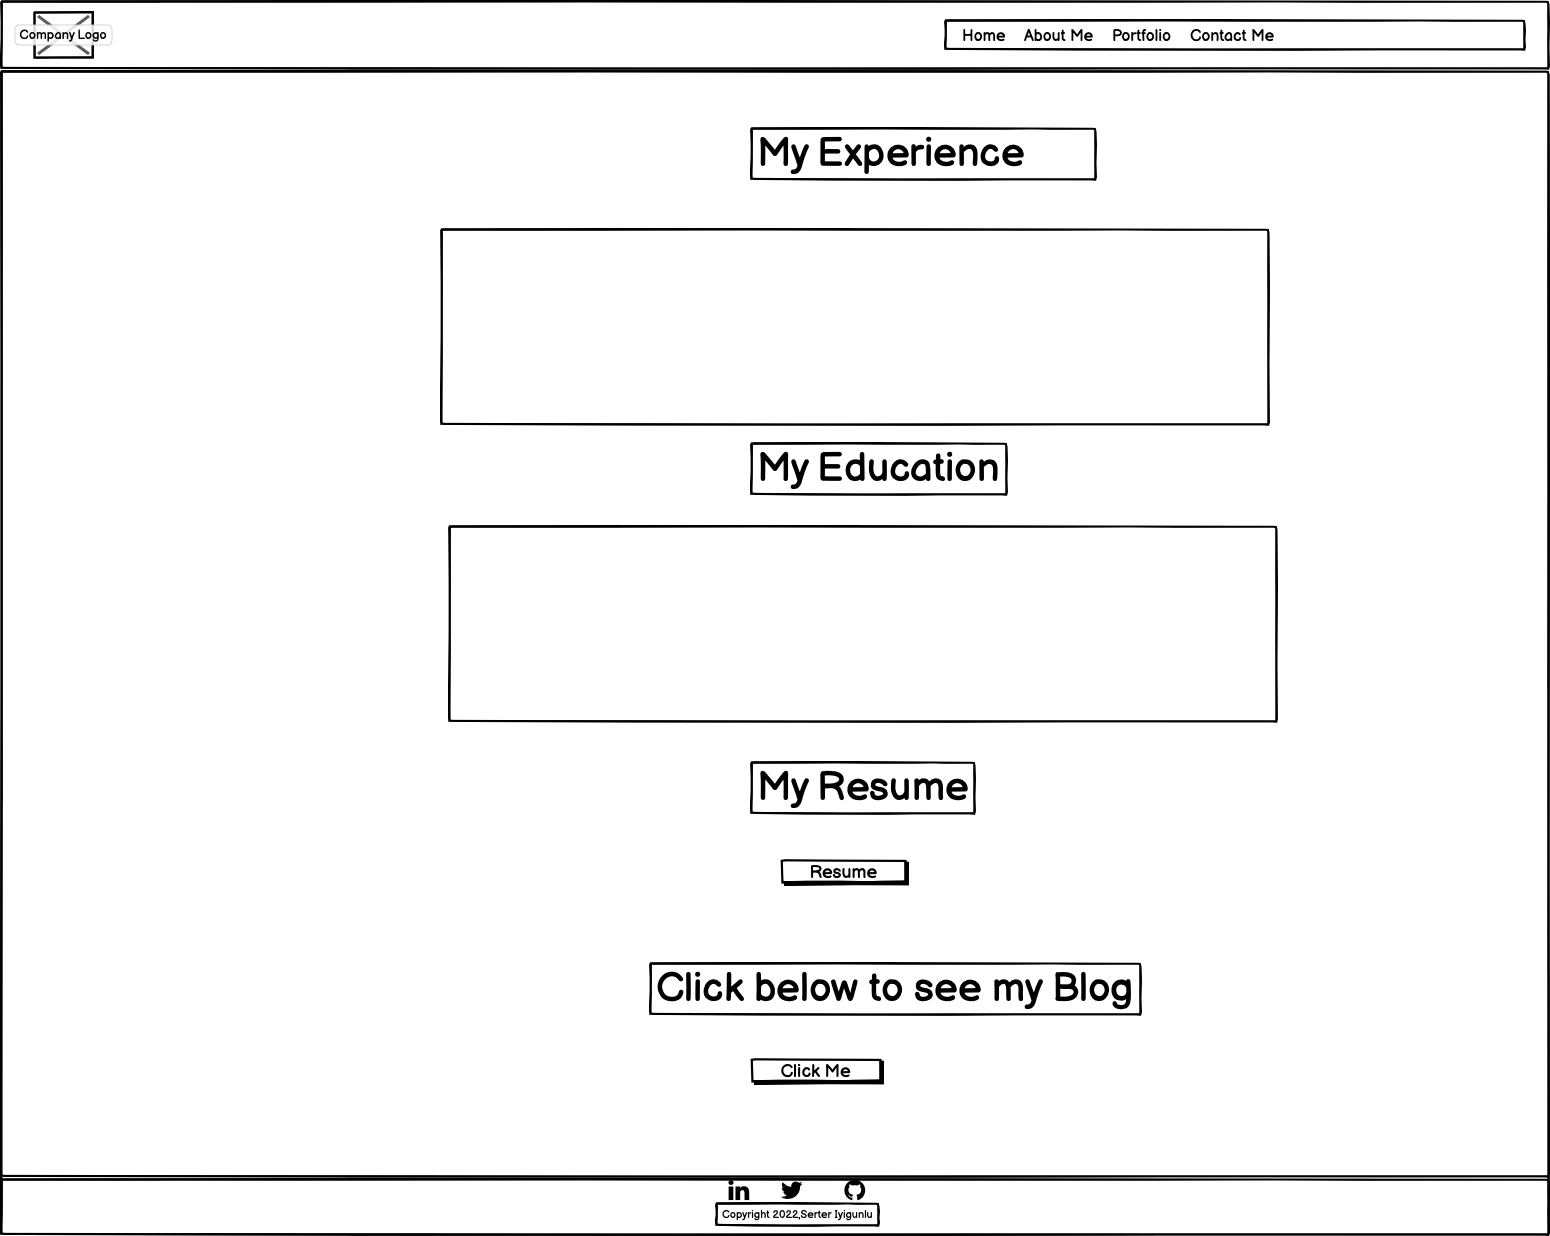 Company Logo
Home About Me Portfolio Contact Me
My Experience
My Education
My Resume
Resume
Click below to see my Blog
Click Me
in
Copyright 2022,Serter Iyigunlu